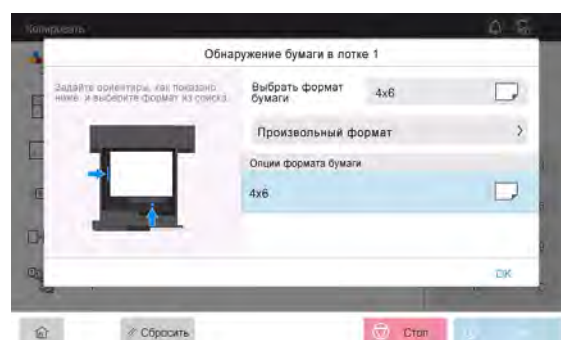 Копировать
Обнаружение бумаги в лотке 1
Задайте ориентиры, как показано
ниже, и выберите формат из списка.
Выбрать формат
бумаги
4x6
Произвольный формат
Опции формата бумаги
4x6
OK
Сбросить
Стоп